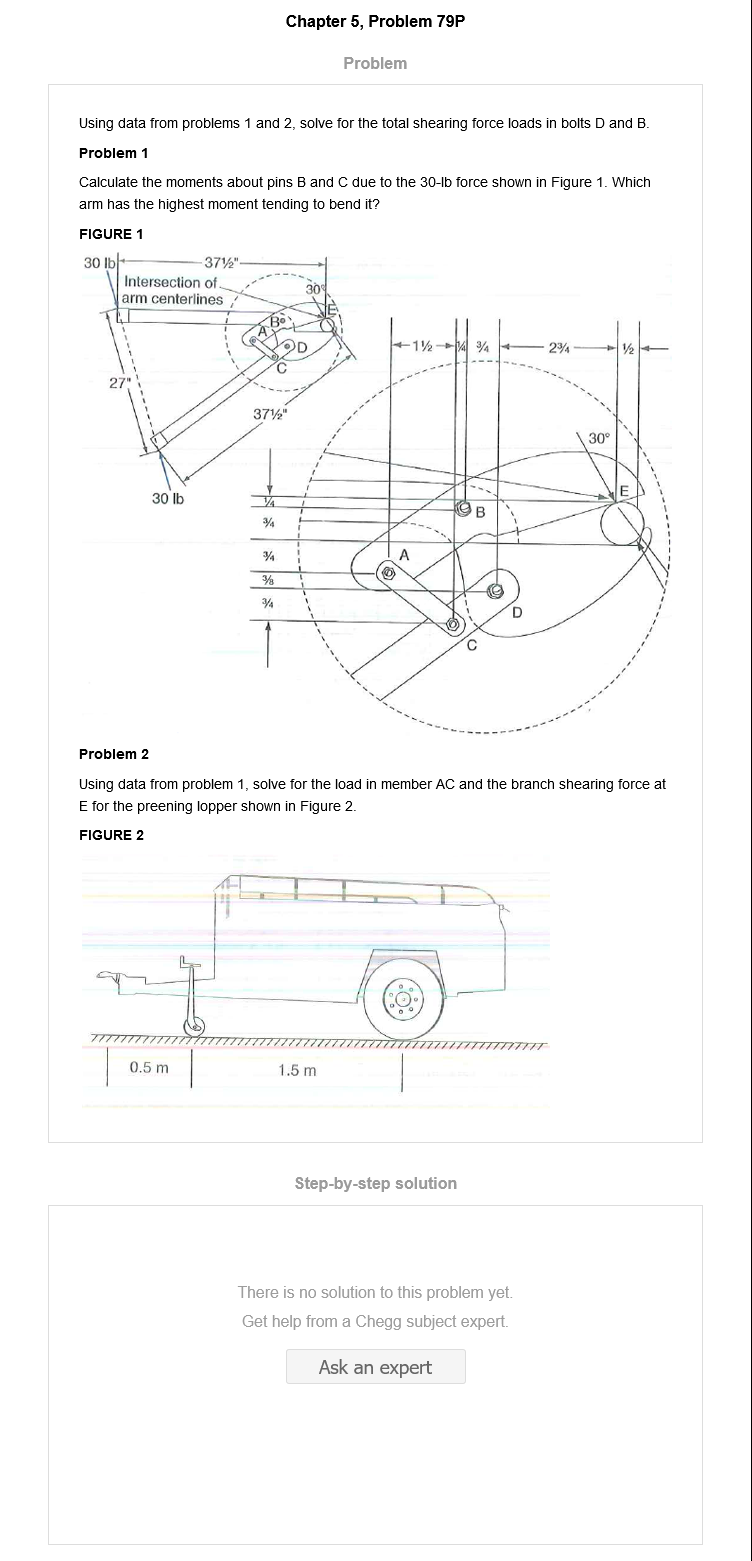 Chapter 5, Problem 79P
Problem
Using data from problems 1 and 2, solve for the total shearing force loads in bolts D and B.
Problem 1
Calculate the moments about pins B and C due to the 30-lb force shown in Figure 1. Which
arm has the highest moment tending to bend it?
FIGURE 1
30 lb
37½"
Intersection of
arm centerlines
30°
E
B
A
D
C
27"
37½"
30 lb
1½
¼
¾
2¾
½
30°
E
¼
B
¾
¾
A
⅜
¾
D
C
Problem 2
Using data from problem 1, solve for the load in member AC and the branch shearing force at
E for the preening lopper shown in Figure 2.
FIGURE 2
0.5 m
1.5 m
Step-by-step solution
There is no solution to this problem yet.
Get help from a Chegg subject expert.
Ask an expert